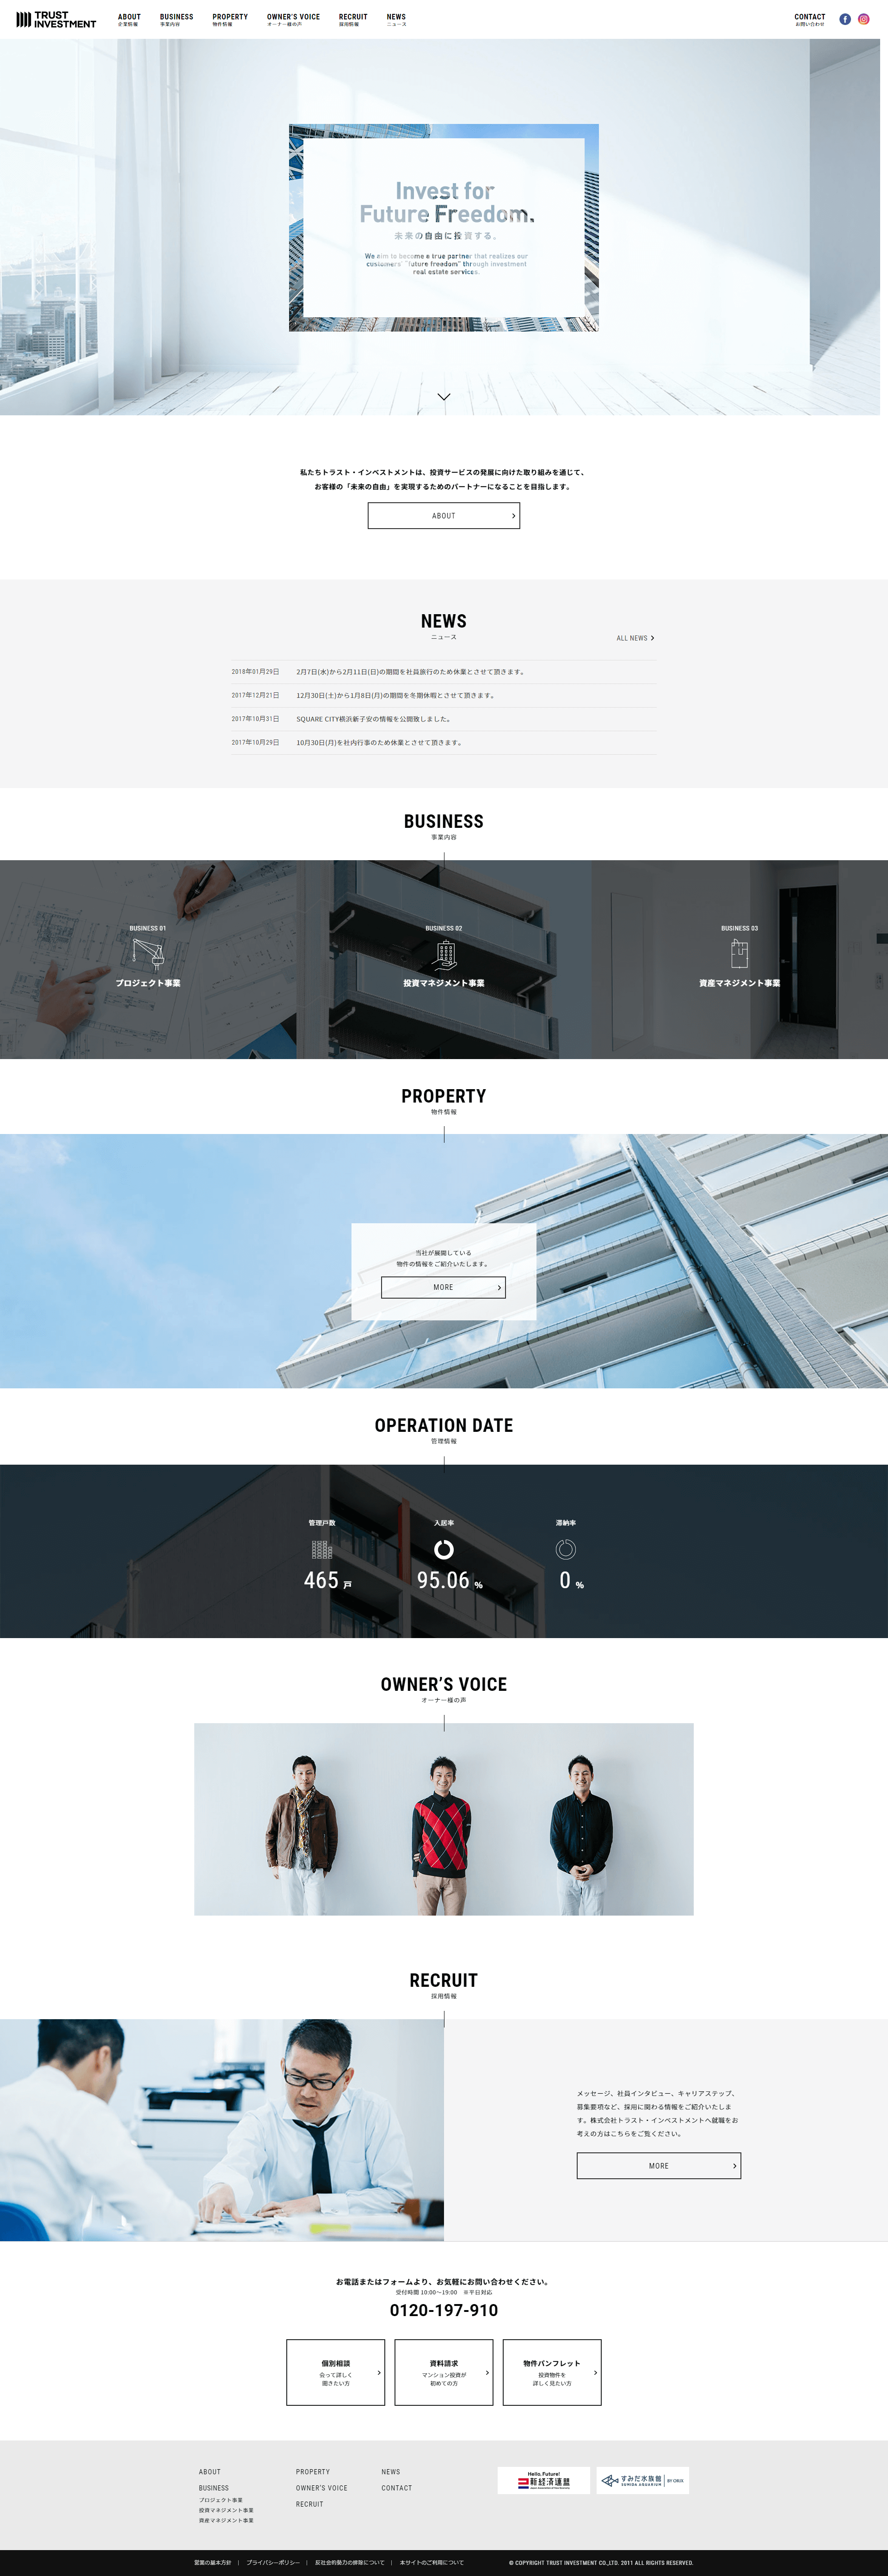 TRUST
INVESTMENT
ABOUT
企業情報
BUSINESS
事業内容
PROPERTY
物件情報
OWNER'S VOICE
オーナー様の声
RECRUIT
採用情報
NEWS
ニュース
CONTACT
お問い合わせ
Invest for
Future Freedom.
未来の自由に投資する。
We aim to become a true partner that realizes our
customers' "future freedom" through investment
real estate services.
私たちトラスト・インベストメントは、投資サービスの発展に向けた取り組みを通じて、
お客様の「未来の自由」を実現するためのパートナーになることを目指します。
ABOUT
NEWS
ニュース
ALL NEWS
2018年01月29日 2月7日(水)から2月11日(日)の期間を社員旅行のため休業とさせて頂きます。
2017年12月21日 12月30日(土)から1月8日(月)の期間を冬期休暇とさせて頂きます。
2017年10月31日 SQUARE CITY横浜新子安の情報を公開致しました。
2017年10月29日 10月30日(月)を社内行事のため休業とさせて頂きます。
BUSINESS
事業内容
BUSINESS 01
プロジェクト事業
BUSINESS 02
投資マネジメント事業
BUSINESS 03
資産マネジメント事業
PROPERTY
物件情報
当社が展開している
物件の情報をご紹介いたします。
MORE
OPERATION DATE
管理情報
管理戸数
465 戸
入居率
95.06 %
滞納率
0 %
OWNER'S VOICE
オーナー様の声
RECRUIT
採用情報
メッセージ、社員インタビュー、キャリアステップ、
募集要項など、採用に関わる情報をご紹介いたしま
す。株式会社トラスト・インベストメントへ就職をお
考えの方はこちらをご覧ください。
MORE
お電話またはフォームより、お気軽にお問い合わせください。
受付時間 10:00〜19:00 ※平日対応
0120-197-910
個別相談
会って詳しく
聞きたい方
資料請求
マンション投資が
初めての方
物件パンフレット
投資物件を
詳しく見たい方
ABOUT
BUSINESS
プロジェクト事業
投資マネジメント事業
資産マネジメント事業
PROPERTY
OWNER'S VOICE
RECRUIT
NEWS
CONTACT
Hello, Future!
新経済連盟
Japan Association of New Economy
すみだ水族館
SUMIDA AQUARIUM
BY ORIX
営業の基本方針 | プライバシーポリシー | 反社会的勢力の排除について | 本サイトのご利用について
© COPYRIGHT TRUST INVESTMENT CO.,LTD. 2011 ALL RIGHTS RESERVED.